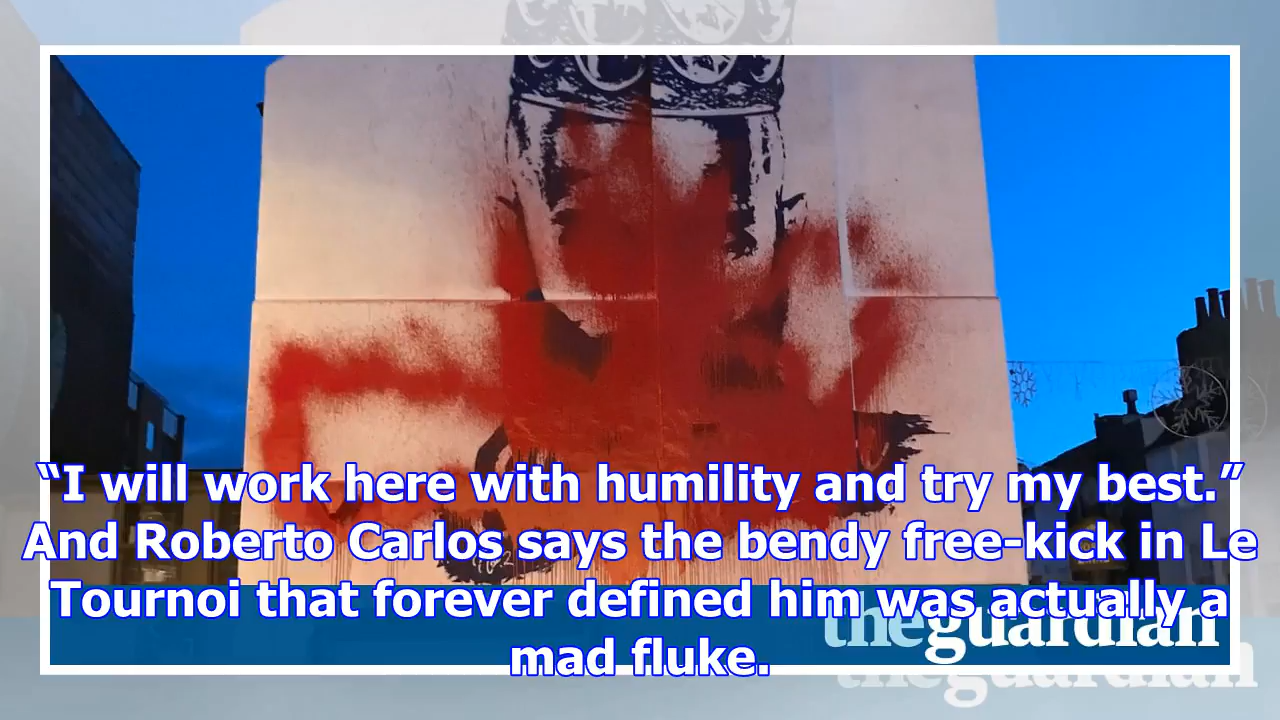 “I will work here with humility and try my best.”
And Roberto Carlos says the bendy free-kick in Le
Tournoi that forever defined him was actually a
mad fluke.
theguardian
theguardian